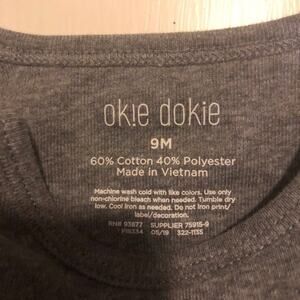 ok!e dokie
9M
60% Cotton 40% Polyester
Made in Vietnam
Machine wash cold with like colors. Use only
non-chlorine bleach when needed. Tumble dry
low. Cool iron as needed. Do not iron print/
label/decoration.
RN# 93677 SUPPLIER 75915-9
05/19 322-1135